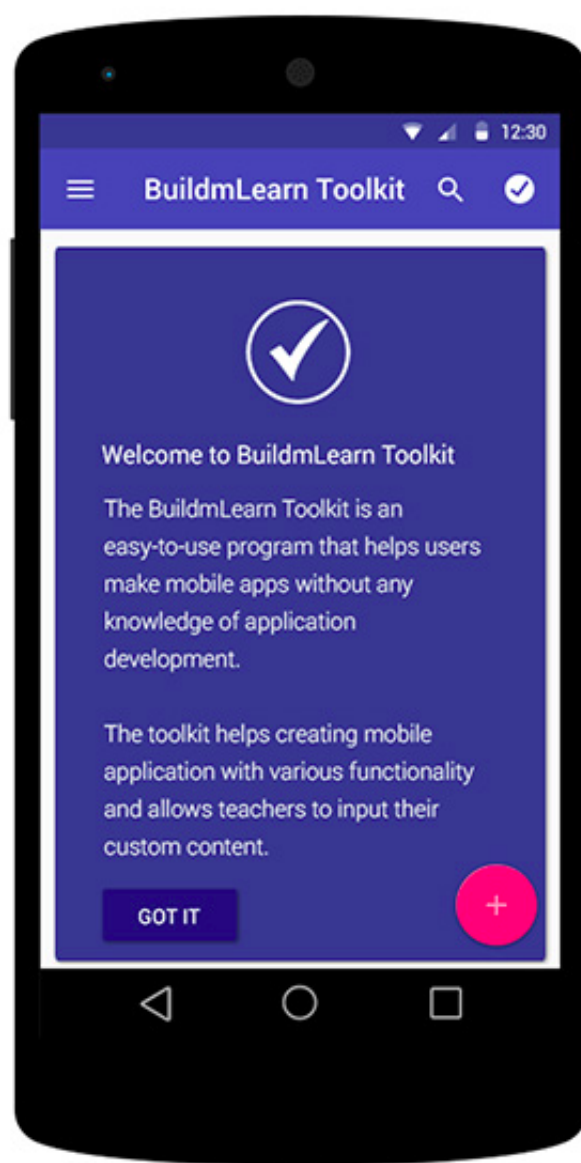 12:30
BuildmLearn Toolkit
Welcome to BuildmLearn Toolkit
The BuildmLearn Toolkit is an
easy-to-use program that helps users
make mobile apps without any
knowledge of application
development.
The toolkit helps creating mobile
application with various functionality
and allows teachers to input their
custom content.
GOT IT